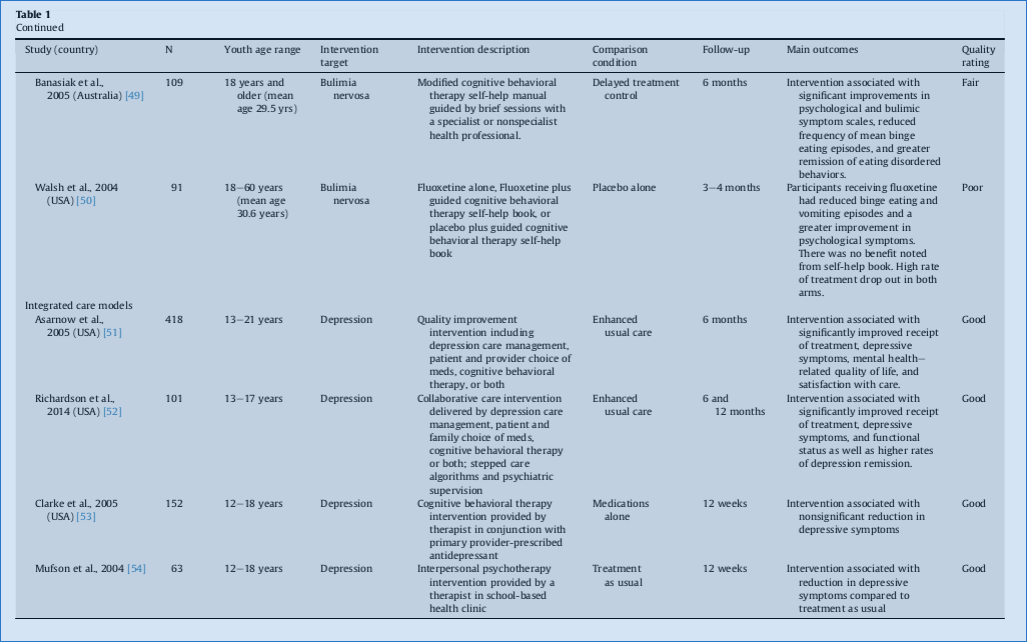 Table 1
Continued
Study (country) N Youth age range Intervention target Intervention description Comparison condition Follow-up Main outcomes Quality rating
Banasiak et al., 2005 (Australia) [49]
109
18 years and
older (mean
age 29.5 yrs)
Bulimia
nervosa
Modified cognitive behavioral
therapy self-help manual
guided by brief sessions with
a specialist or nonspecialist
health professional.
Delayed treatment
control
6 months
Intervention associated with
significant improvements in
psychological and bulimic
symptom scales, reduced
frequency of mean binge
eating episodes, and greater
remission of eating disordered
behaviors.
Fair
Walsh et al., 2004
(USA) [50]
91
18–60 years
(mean age
30.6 years)
Bulimia
nervosa
Fluoxetine alone, Fluoxetine plus
guided cognitive behavioral
therapy self-help book, or
placebo plus guided cognitive
behavioral therapy self-help
book
Placebo alone
3–4 months
Participants receiving fluoxetine
had reduced binge eating and
vomiting episodes and a
greater improvement in
psychological symptoms.
There was no benefit noted
from self-help book. High rate
of treatment drop out in both
arms.
Poor
Integrated care models
Asarnow et al.,
2005 (USA) [51]
418
13–21 years
Depression
Quality improvement
intervention including
depression care management,
patient and provider choice of
meds, cognitive behavioral
therapy, or both
Enhanced
usual care
6 months
Intervention associated with
significantly improved receipt
of treatment, depressive
symptoms, mental health–
related quality of life, and
satisfaction with care.
Good
Richardson et al.,
2014 (USA) [52]
101
13–17 years
Depression
Collaborative care intervention
delivered by depression care
management, patient and
family choice of meds,
cognitive behavioral therapy
or both; stepped care
algorithms and psychiatric
supervision
Enhanced
usual care
6 and
12 months
Intervention associated with
significantly improved receipt
of treatment, depressive
symptoms, and functional
status as well as higher rates
of depression remission.
Good
Clarke et al., 2005
(USA) [53]
152
12–18 years
Depression
Cognitive behavioral therapy
intervention provided by
therapist in conjunction with
primary provider-prescribed
antidepressant
Medications
alone
12 weeks
Intervention associated with
nonsignificant reduction in
depressive symptoms
Good
Mufson et al., 2004 [54]
63
12–18 years
Depression
Interpersonal psychotherapy
intervention provided by a
therapist in school-based
health clinic
Treatment
as usual
12 weeks
Intervention associated with
reduction in depressive
symptoms compared to
treatment as usual
Good